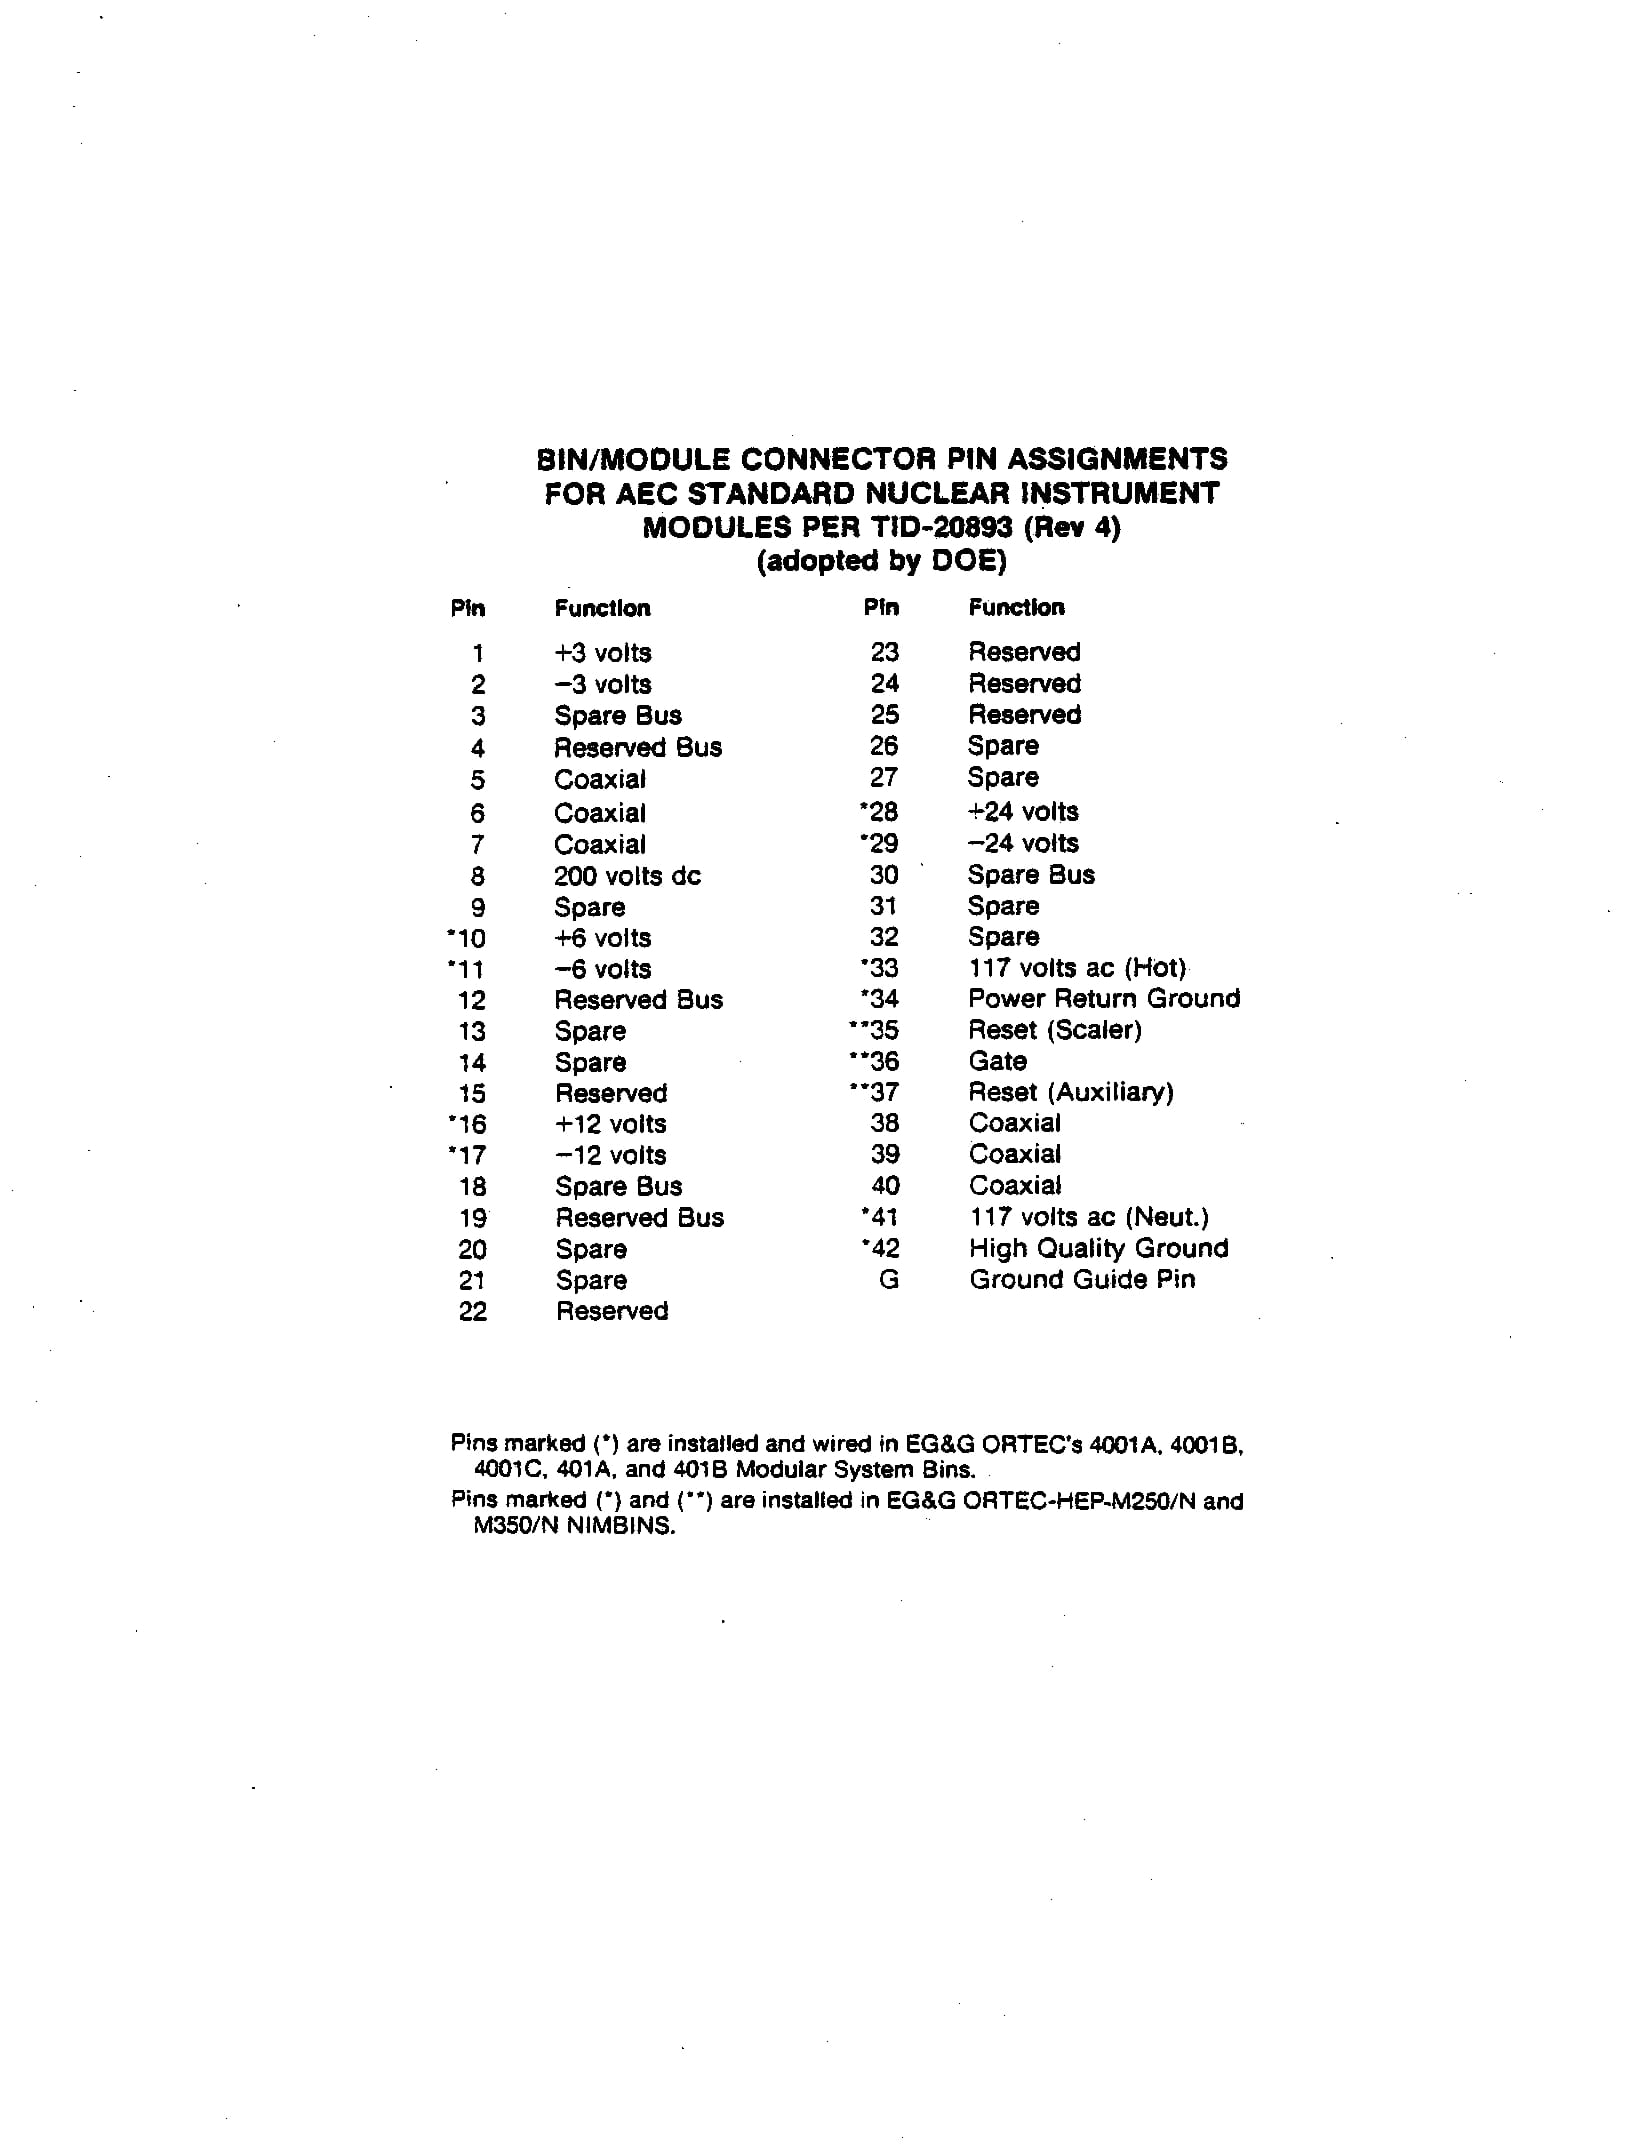 BIN/MODULE CONNECTOR PIN ASSIGNMENTS
FOR AEC STANDARD NUCLEAR INSTRUMENT
MODULES PER TID-20893 (Rev 4)
(adopted by DOE)
Pin Function Pin Function
1 +3 volts 23 Reserved
2 −3 volts 24 Reserved
3 Spare Bus 25 Reserved
4 Reserved Bus 26 Spare
5 Coaxial 27 Spare
6 Coaxial *28 +24 volts
7 Coaxial *29 −24 volts
8 200 volts dc 30 Spare Bus
9 Spare 31 Spare
*10 +6 volts 32 Spare
*11 −6 volts *33 117 volts ac (Hot)
12 Reserved Bus *34 Power Return Ground
13 Spare **35 Reset (Scaler)
14 Spare **36 Gate
15 Reserved **37 Reset (Auxiliary)
*16 +12 volts 38 Coaxial
*17 −12 volts 39 Coaxial
18 Spare Bus 40 Coaxial
19 Reserved Bus *41 117 volts ac (Neut.)
20 Spare *42 High Quality Ground
21 Spare G Ground Guide Pin
22 Reserved
Pins marked (*) are installed and wired in EG&G ORTEC's 4001A, 4001B,
4001C, 401A, and 401B Modular System Bins.
Pins marked (*) and (**) are installed in EG&G ORTEC-HEP-M250/N and
M350/N NIMBINS.